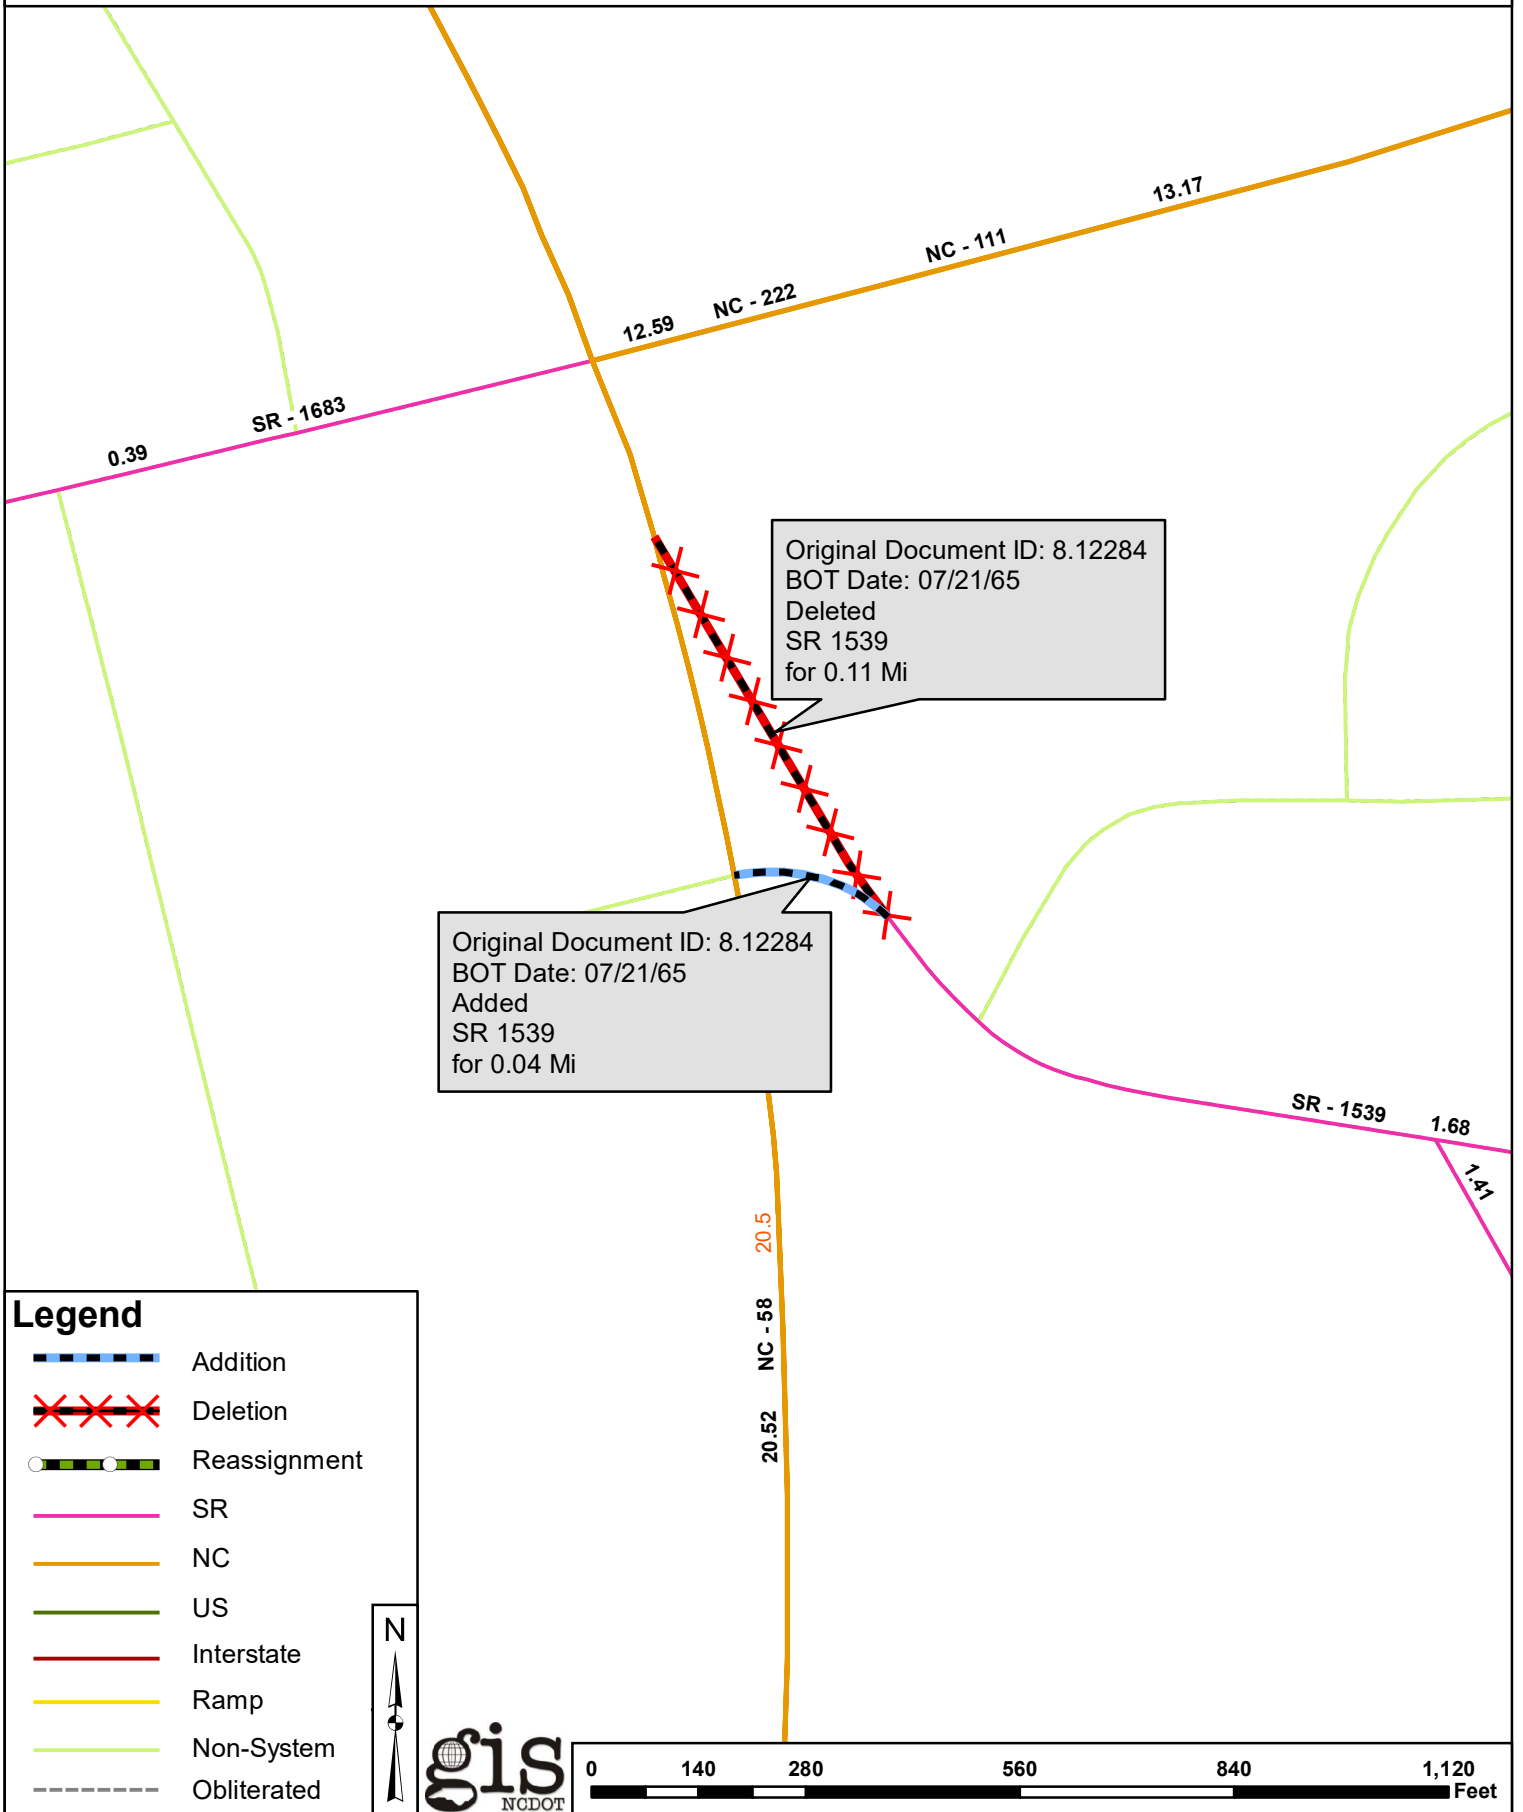 13.17
NC - 111
NC - 222
12.59
SR - 1683
0.39
Original Document ID: 8.12284
BOT Date: 07/21/65
Deleted
SR 1539
for 0.11 Mi
Original Document ID: 8.12284
BOT Date: 07/21/65
Added
SR 1539
for 0.04 Mi
SR - 1539
1.68
1.41
20.5
NC - 58
20.52
Legend
Addition
Deletion
Reassignment
SR
NC
US
Interstate
Ramp
Non-System
Obliterated
N
gis
NCDOT
0 140 280 560 840 1,120
Feet